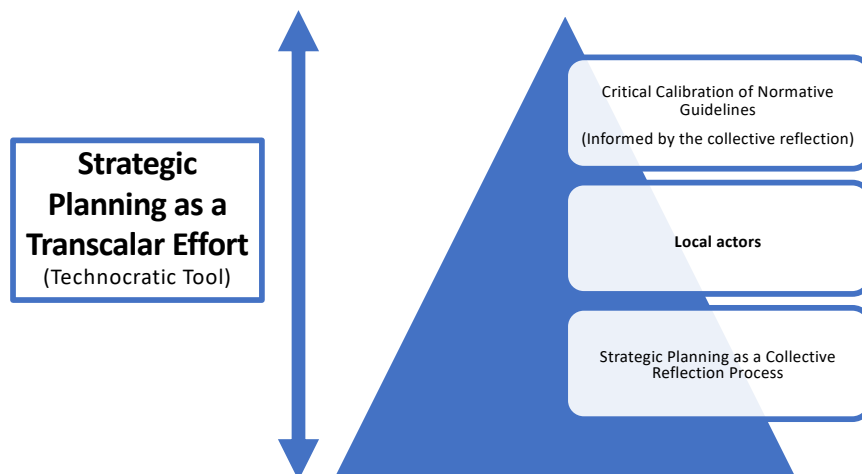 Strategic
Planning as a
Transcalar Effort
(Technocratic Tool)
Critical Calibration of Normative
Guidelines
(Informed by the collective reflection)
Local actors
Strategic Planning as a Collective
Reflection Process